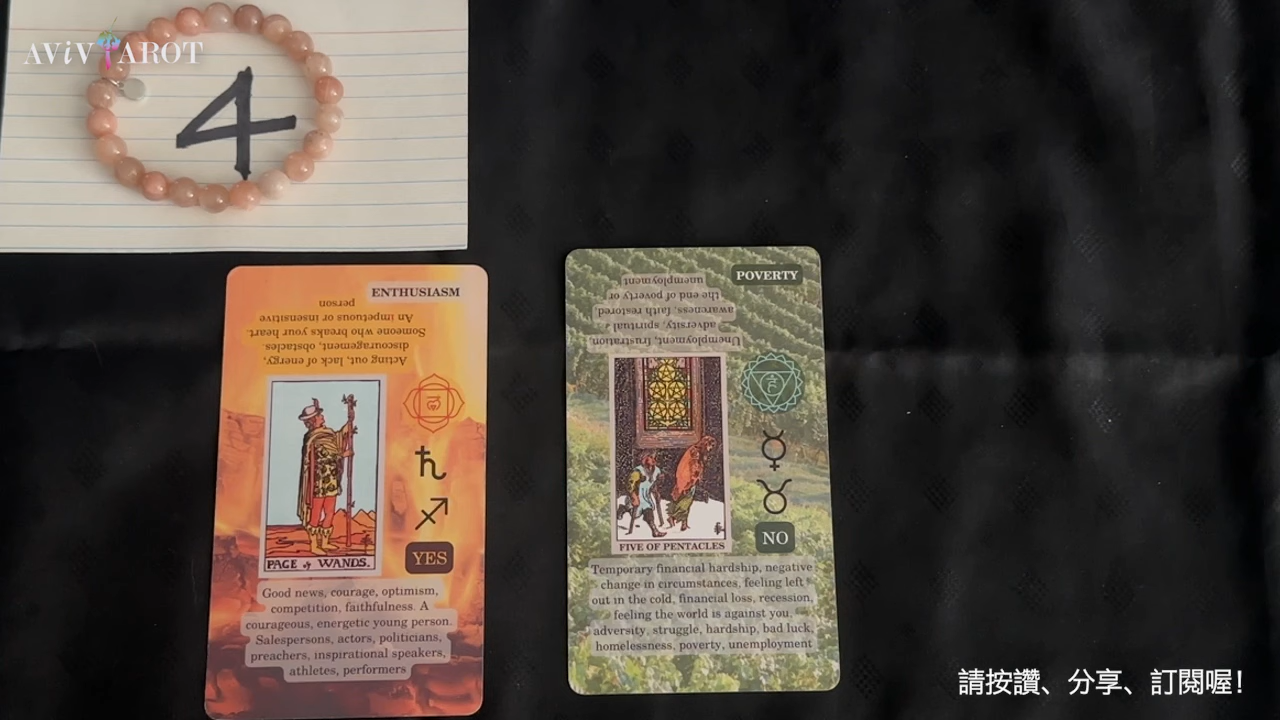 AViVTAROT
4
ENTHUSIASM
Acting out, lack of energy,
discouragement, obstacles.
Someone who breaks your heart.
An impetuous or insensitive
person
YES
PAGE of WANDS.
Good news, courage, optimism,
competition, faithfulness. A
courageous, energetic young person.
Salespersons, actors, politicians,
preachers, inspirational speakers,
athletes, performers
POVERTY
Unemployment, frustration,
adversity, spiritual
awareness, faith restored,
the end of poverty or
unemployment
NO
FIVE OF PENTACLES
Temporary financial hardship, negative
change in circumstances, feeling left
out in the cold, financial loss, recession,
feeling the world is against you,
adversity, struggle, hardship, bad luck,
homelessness, poverty, unemployment
請按讚、分享、訂閱喔!